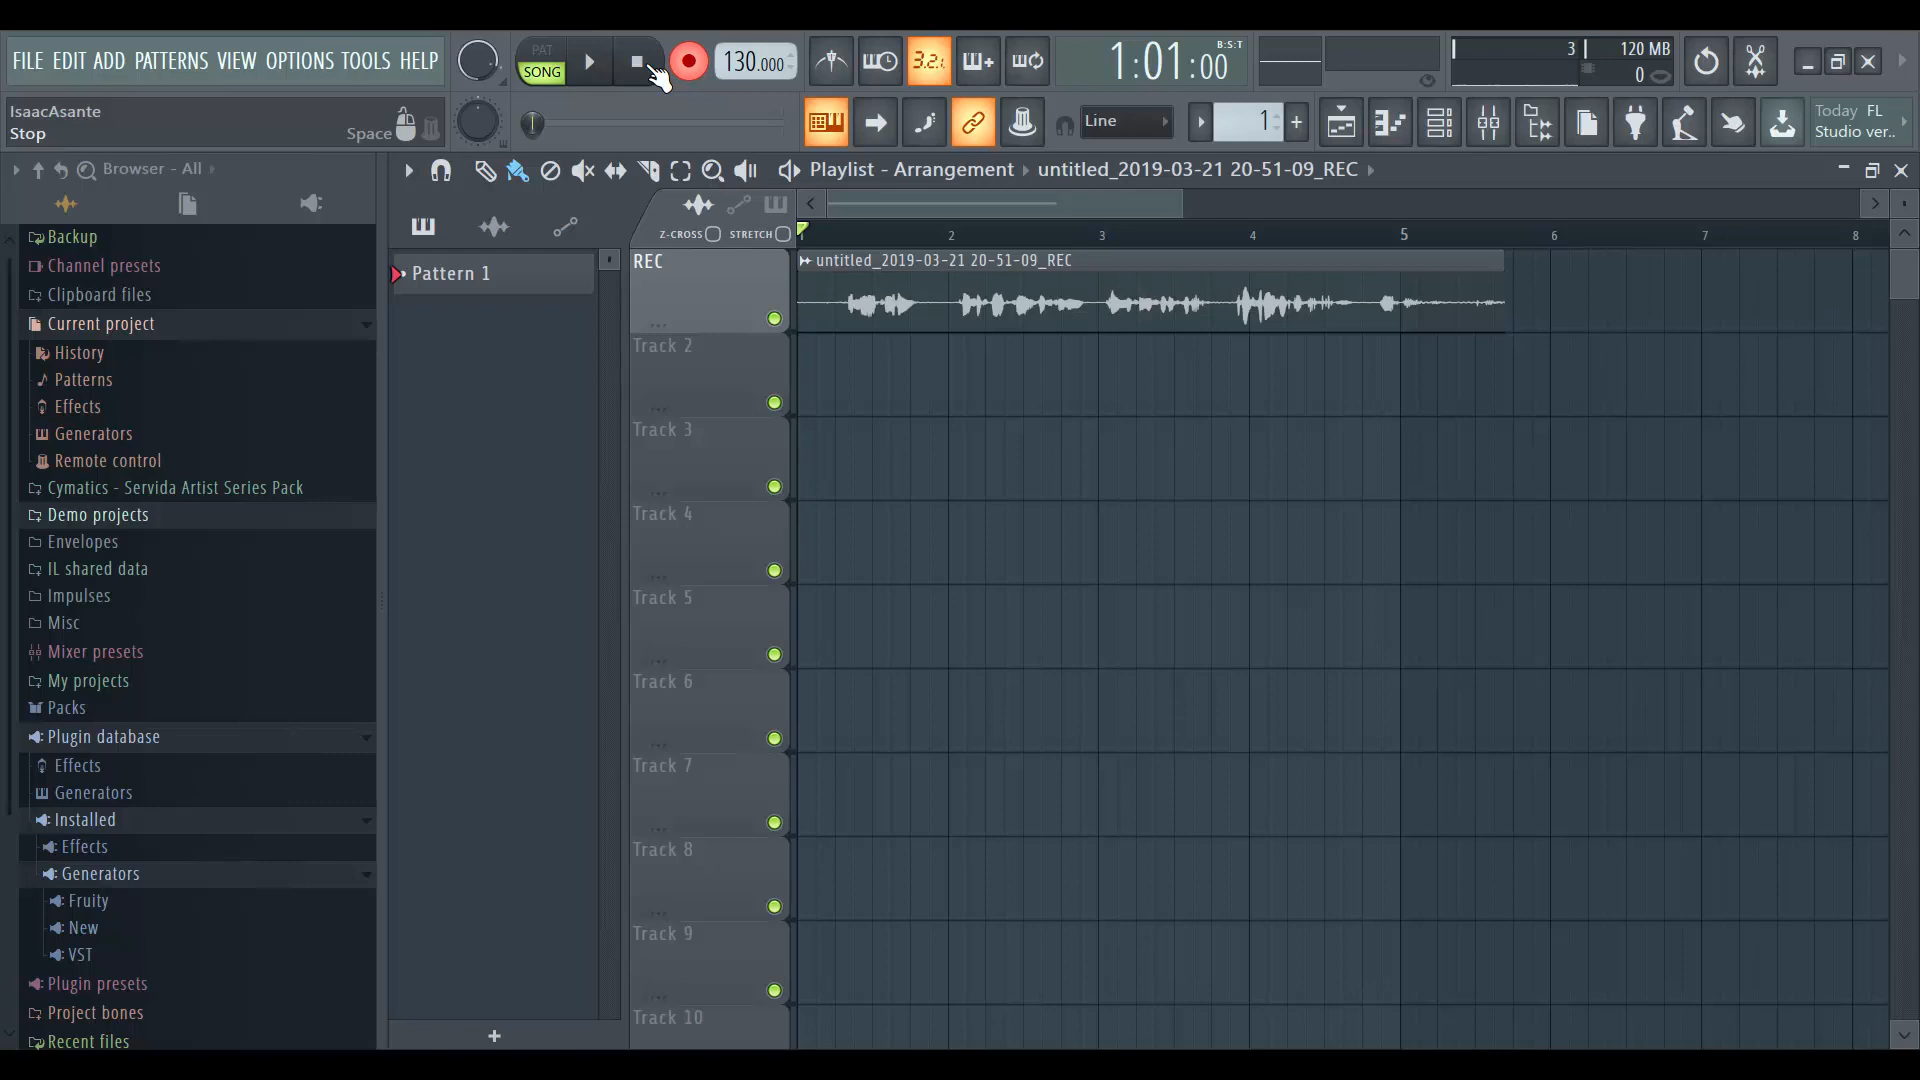 FILE EDIT ADD PATTERNS VIEW OPTIONS TOOLS HELP
PAT
SONG
130.000
3.2.1
1:01:00
B:S:T
3
120 MB
0
IsaacAsante
Stop
Space
Line
1
+
Today FL
Studio ver..
Browser - All
Playlist - Arrangement › untitled_2019-03-21 20-51-09_REC
Z-CROSS
STRETCH
1 2 3 4 5 6 7 8
Backup
Channel presets
Clipboard files
Current project
History
Patterns
Effects
Generators
Remote control
Cymatics - Servida Artist Series Pack
Demo projects
Envelopes
IL shared data
Impulses
Misc
Mixer presets
My projects
Packs
Plugin database
Effects
Generators
Installed
Effects
Generators
Fruity
New
VST
Plugin presets
Project bones
Recent files
Pattern 1
+
REC
untitled_2019-03-21 20-51-09_REC
Track 2
Track 3
Track 4
Track 5
Track 6
Track 7
Track 8
Track 9
Track 10